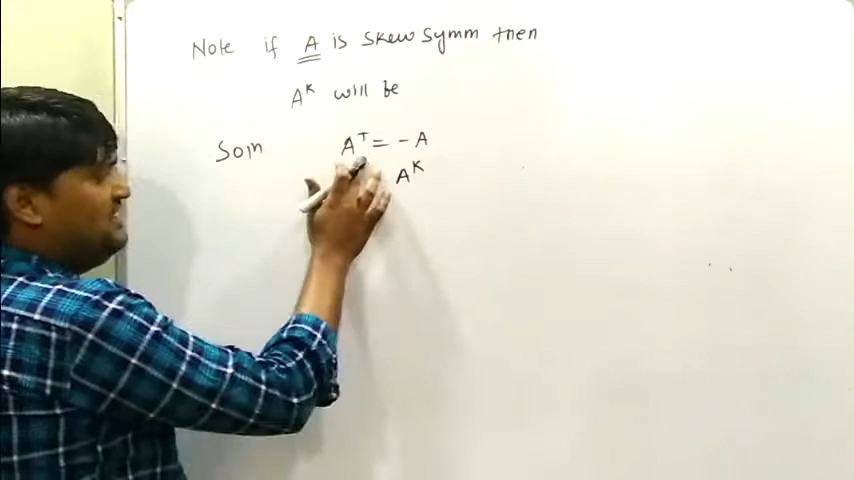 Note if A is skew symm then
A^K will be
Soln A^T = - A
A^K